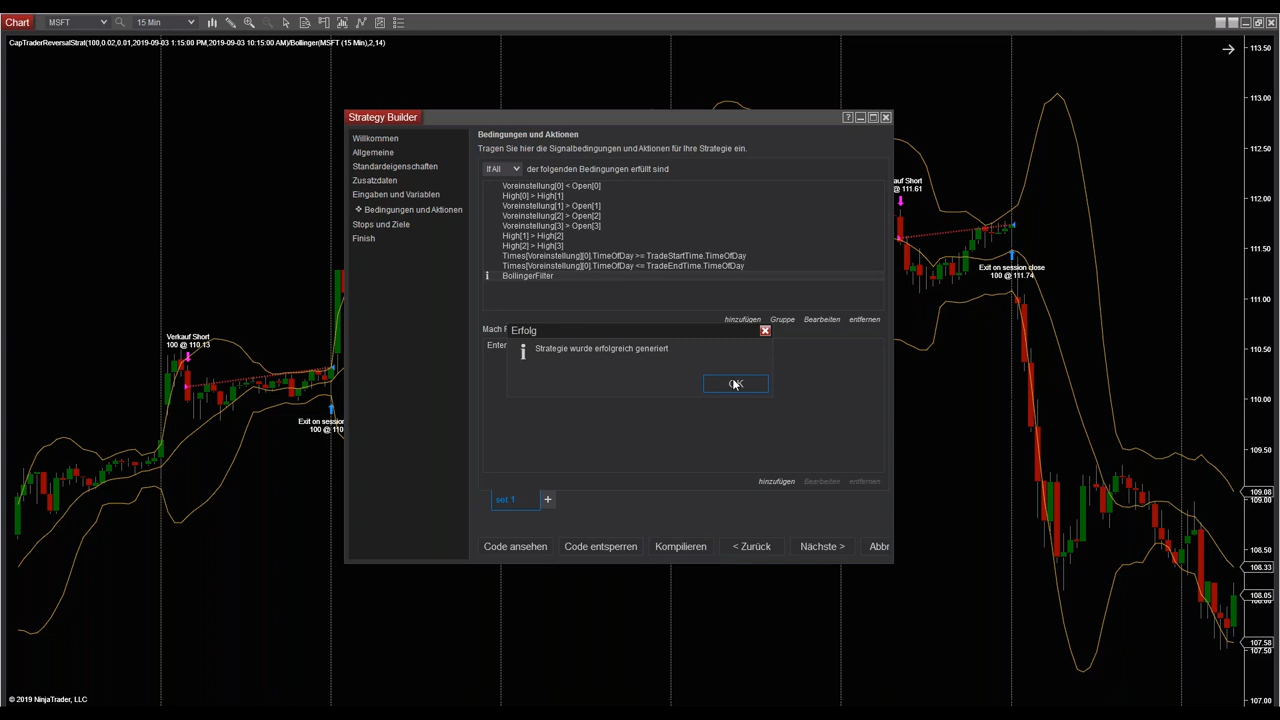 Chart MSFT 15 Min
CapTraderReversalStrat(100,0.02,0.01,2019-09-03 1:15:00 PM,2019-09-03 10:15:00 AM)/Bollinger(MSFT (15 Min),2,14)
113.50
113.00
112.50
112.00
111.50
111.00
110.50
110.00
109.50
109.08
109.00
108.50
108.33
108.05
107.58
107.50
107.00
Verkauf Short
100 @ 110.13
Exit on session
100 @ 110
auf Short
@ 111.61
Exit on session close
100 @ 111.74
Strategy Builder
Willkommen
Allgemeine
Standardeigenschaften
Zusatzdaten
Eingaben und Variablen
Bedingungen und Aktionen
Stops und Ziele
Finish
Bedingungen und Aktionen
Tragen Sie hier die Signalbedingungen und Aktionen für Ihre Strategie ein.
If All der folgenden Bedingungen erfüllt sind
Voreinstellung[0] < Open[0]
High[0] > High[1]
Voreinstellung[1] > Open[1]
Voreinstellung[2] > Open[2]
Voreinstellung[3] > Open[3]
High[1] > High[2]
High[2] > High[3]
Times[Voreinstellung][0].TimeOfDay >= TradeStartTime.TimeOfDay
Times[Voreinstellung][0].TimeOfDay <= TradeEndTime.TimeOfDay
BollingerFilter
hinzufügen Gruppe Bearbeiten entfernen
Mach
Enter
Erfolg
Strategie wurde erfolgreich generiert
OK
hinzufügen Bearbeiten entfernen
set 1 +
Code ansehen Code entsperren Kompilieren < Zurück Nächste > Abbr
© 2019 NinjaTrader, LLC